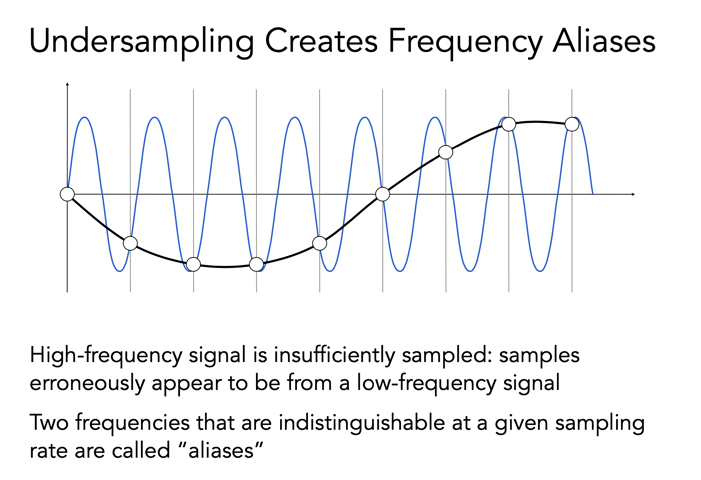 Undersampling Creates Frequency Aliases
High-frequency signal is insufficiently sampled: samples
erroneously appear to be from a low-frequency signal
Two frequencies that are indistinguishable at a given sampling
rate are called “aliases”